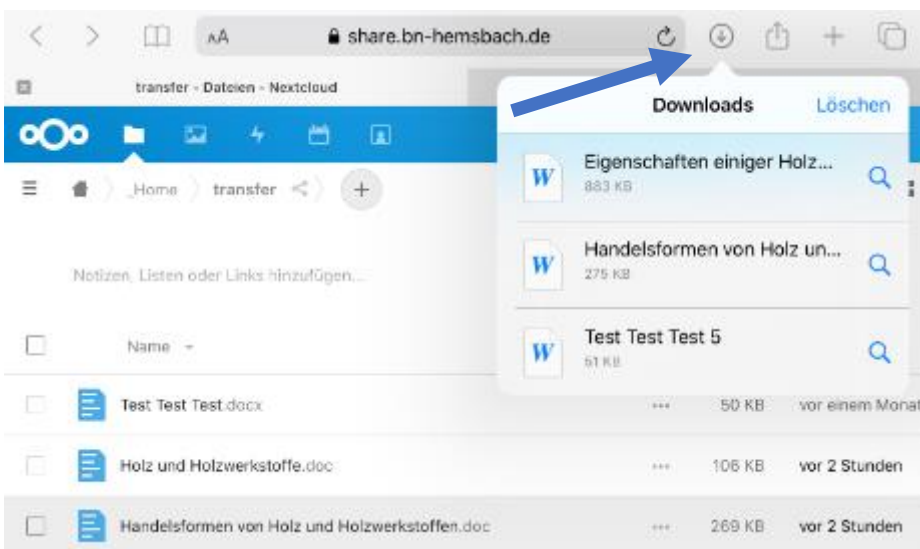 AA share.bn-hemsbach.de
transfer - Dateien - Nextcloud
Downloads Löschen
W Eigenschaften einiger Holz...
883 KB
_Home transfer +
W Handelsformen von Holz un...
275 KB
Notizen, Listen oder Links hinzufügen...
W Test Test Test 5
51 KB
Name
Test Test Test.docx ... 50 KB vor einem Monat
Holz und Holzwerkstoffe.doc ... 106 KB vor 2 Stunden
Handelsformen von Holz und Holzwerkstoffen.doc ... 269 KB vor 2 Stunden